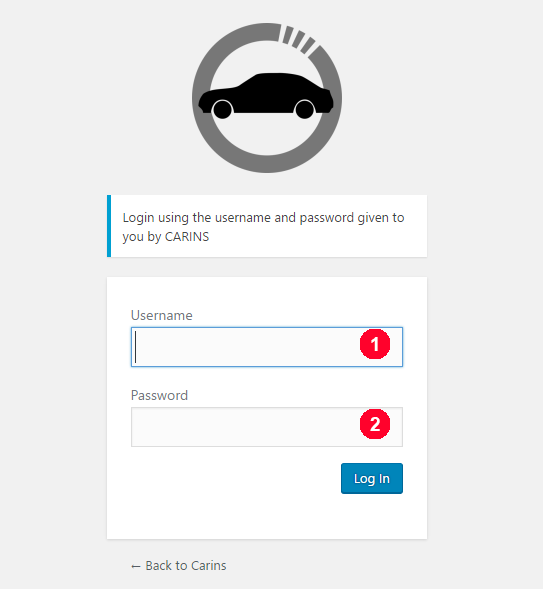 Login using the username and password given to
you by CARINS
Username
1
Password
2
Log In
← Back to Carins